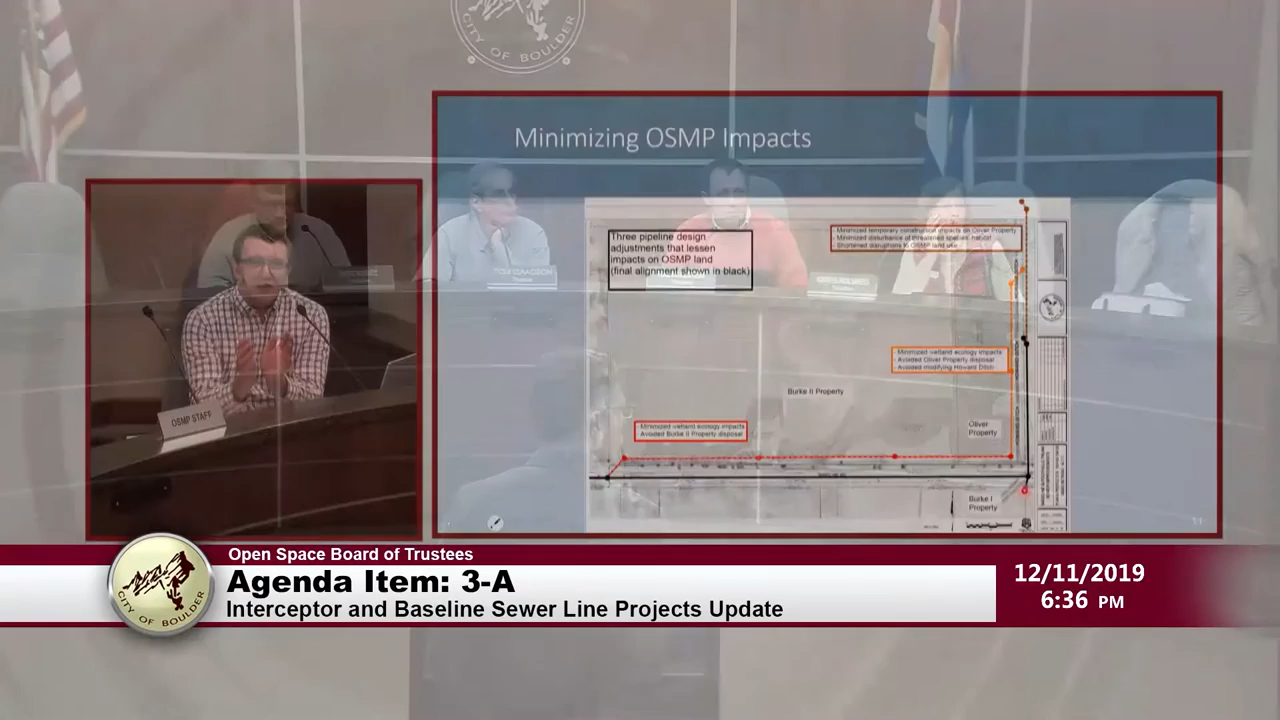 CITY OF BOULDER
Minimizing OSMP Impacts
Three pipeline design
adjustments that lessen
impacts on OSMP land
(final alignment shown in black)
- Minimized temporary construction impacts on Oliver Property
- Minimized disturbance of threatened species habitat
- Shortened disruptions to OSMP land use
- Minimized wetland ecology impacts
- Avoided Oliver Property disposal
- Avoided modifying Howard Ditch
Burke II Property
- Minimized wetland ecology impacts
- Avoided Burke II Property disposal
Oliver
Property
Burke I
Property
11
OSMP STAFF
Open Space Board of Trustees
Agenda Item: 3-A
Interceptor and Baseline Sewer Line Projects Update
CITY OF BOULDER
12/11/2019
6:36 PM